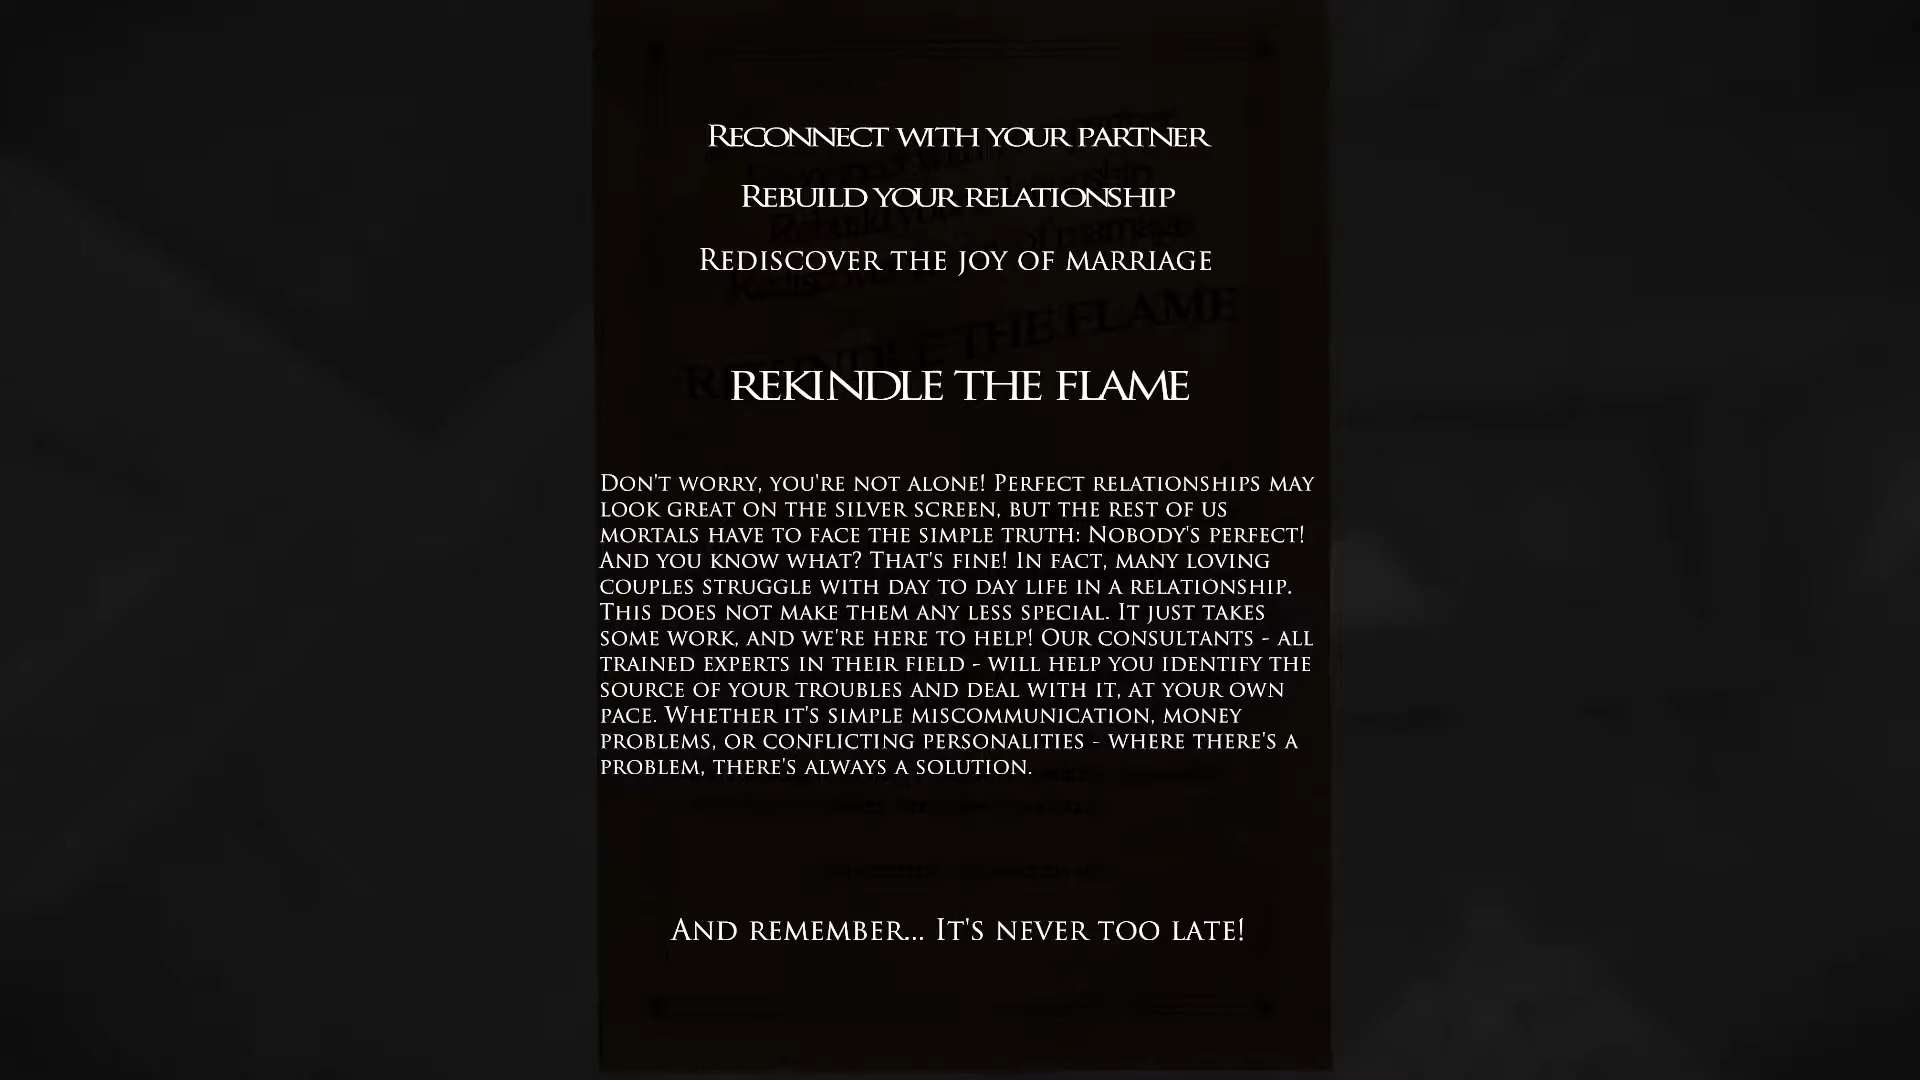 Reconnect with your partner
Rebuild your relationship
Rediscover the joy of marriage
REKINDLE THE FLAME
Don't worry, you're not alone! Perfect relationships may
look great on the silver screen, but the rest of us
mortals have to face the simple truth: Nobody's perfect!
And you know what? That's fine! In fact, many loving
couples struggle with day to day life in a relationship.
This does not make them any less special. It just takes
some work, and we're here to help! Our consultants - all
trained experts in their field - will help you identify the
source of your troubles and deal with it, at your own
pace. Whether it's simple miscommunication, money
problems, or conflicting personalities - where there's a
problem, there's always a solution.
And remember... It's never too late!